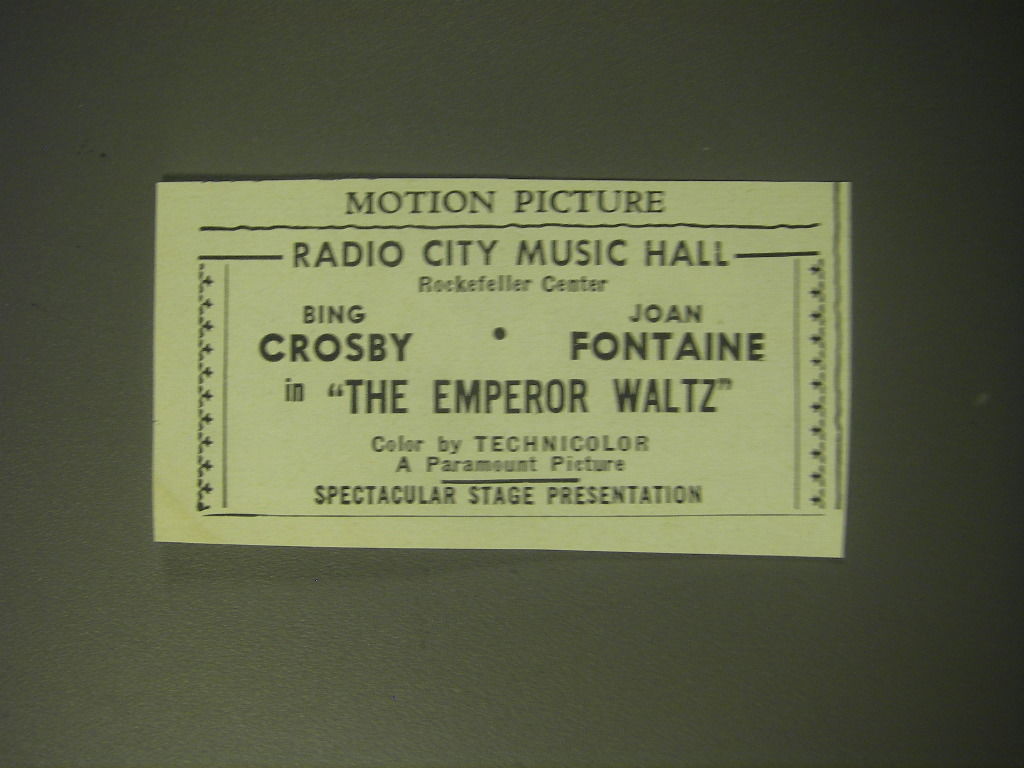 MOTION PICTURE
RADIO CITY MUSIC HALL
Rockefeller Center
BING JOAN
CROSBY • FONTAINE
in "THE EMPEROR WALTZ"
Color by TECHNICOLOR
A Paramount Picture
SPECTACULAR STAGE PRESENTATION